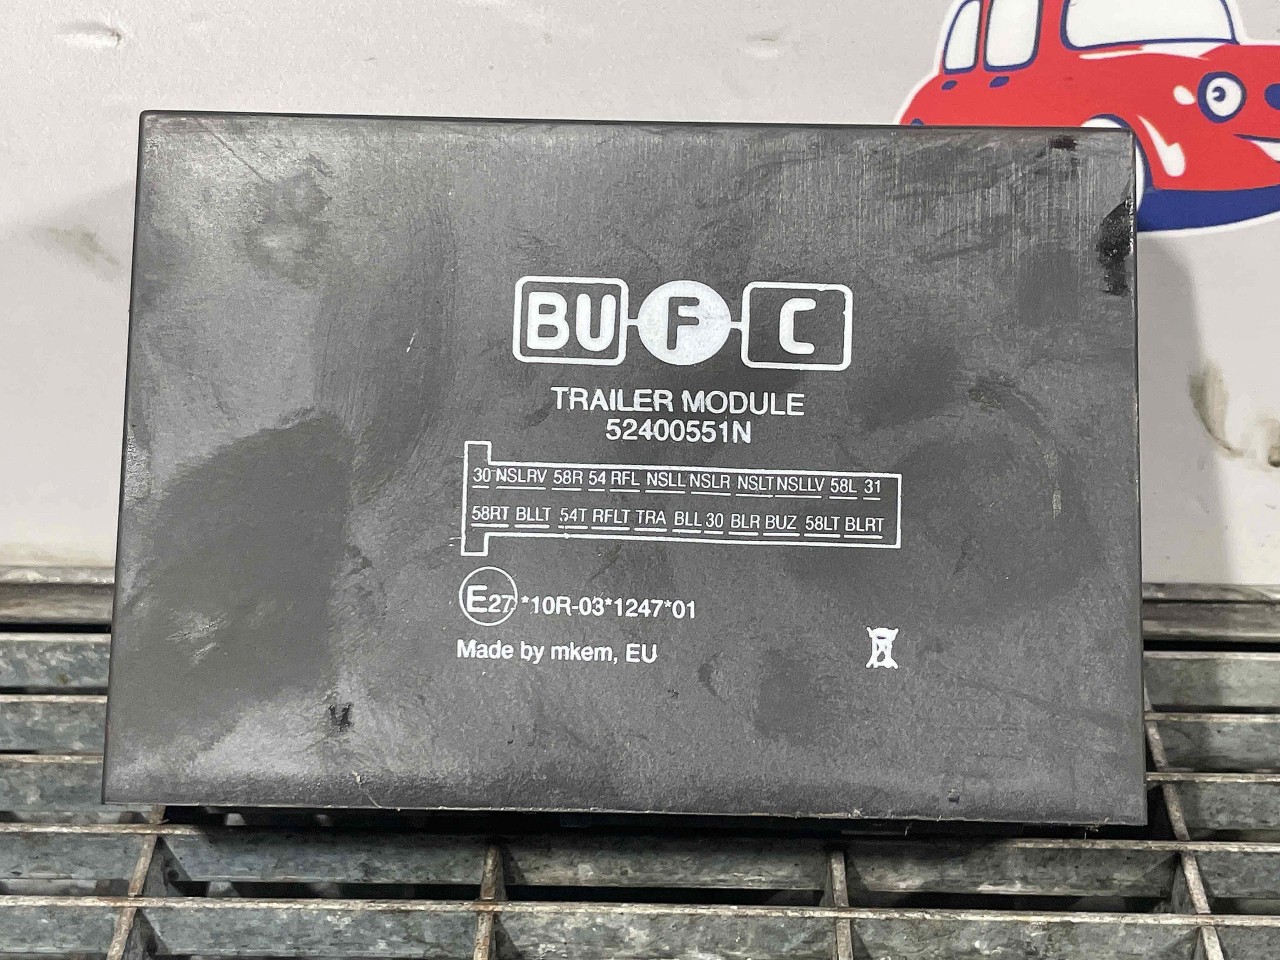 BU F C
TRAILER MODULE
52400551N
30 NSLRV 58R 54 RFL NSLL NSLR NSLT NSLLV 58L 31
58RT BLLT 54T RFLT TRA BLL 30 BLR BUZ 58LT BLRT
E27 *10R-03*1247*01
Made by mkem, EU